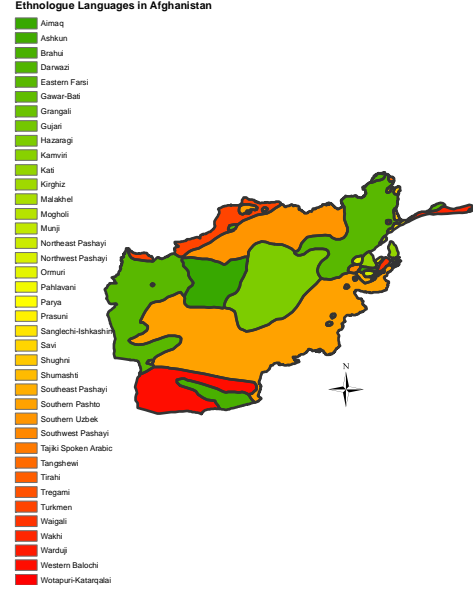 Ethnologue Languages in Afghanistan
Aimaq
Ashkun
Brahui
Darwazi
Eastern Farsi
Gawar-Bati
Grangali
Gujari
Hazaragi
Kamviri
Kati
Kirghiz
Malakhel
Mogholi
Munji
Northeast Pashayi
Northwest Pashayi
Ormuri
Pahlavani
Parya
Prasuni
Sanglechi-Ishkashim
Savi
Shughni
Shumashti
Southeast Pashayi
Southern Pashto
Southern Uzbek
Southwest Pashayi
Tajiki Spoken Arabic
Tangshewi
Tirahi
Tregami
Turkmen
Waigali
Wakhi
Warduji
Western Balochi
Wotapuri-Katarqalai
N